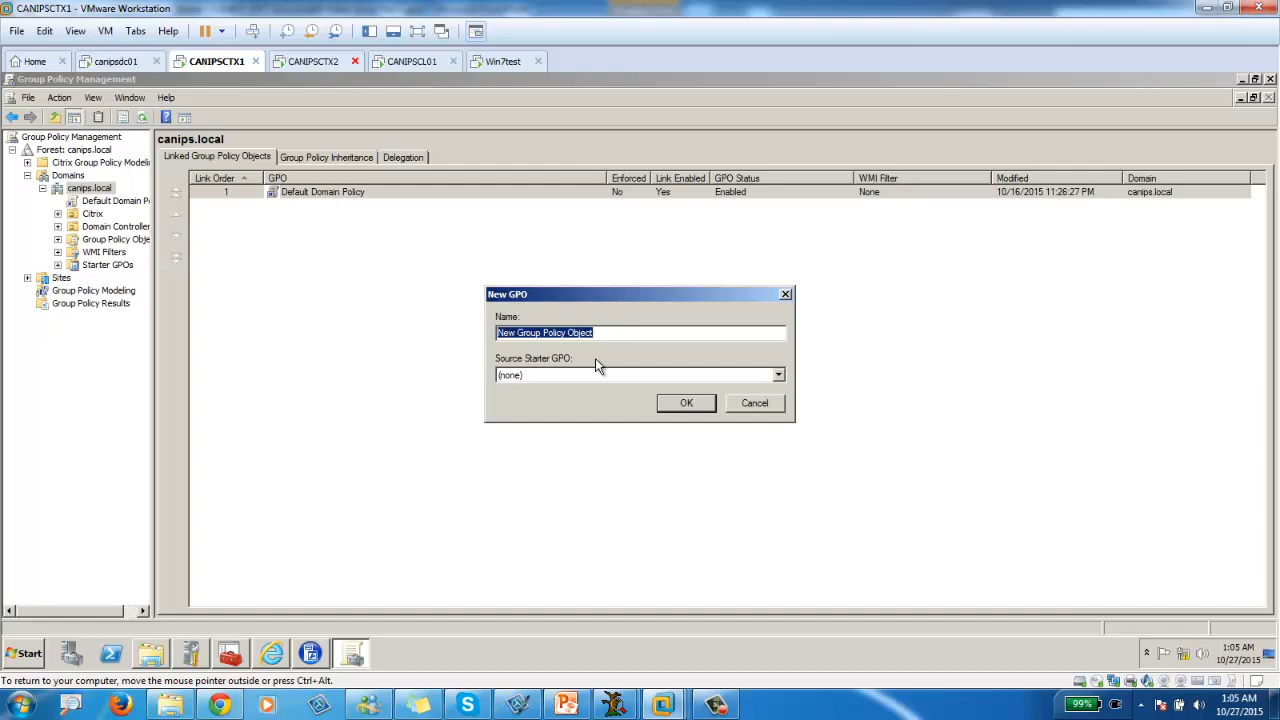 CANIPSCTX1 - VMware Workstation
File Edit View VM Tabs Help
Home canipsdc01 CANIPSCTX1 CANIPSCTX2 CANIPSCL01 Win7test
Group Policy Management
File Action View Window Help
Group Policy Management
Forest: canips.local
Citrix Group Policy Modelin
Domains
canips.local
Default Domain P
Citrix
Domain Controller
Group Policy Obje
WMI Filters
Starter GPOs
Sites
Group Policy Modeling
Group Policy Results
canips.local
Linked Group Policy Objects Group Policy Inheritance Delegation
Link Order GPO Enforced Link Enabled GPO Status WMI Filter Modified Domain
1 Default Domain Policy No Yes Enabled None 10/16/2015 11:26:27 PM canips.local
New GPO
Name:
New Group Policy Object
Source Starter GPO:
(none)
OK Cancel
Start
1:05 AM
10/27/2015
To return to your computer, move the mouse pointer outside or press Ctrl+Alt.
99%
1:05 AM
10/27/2015